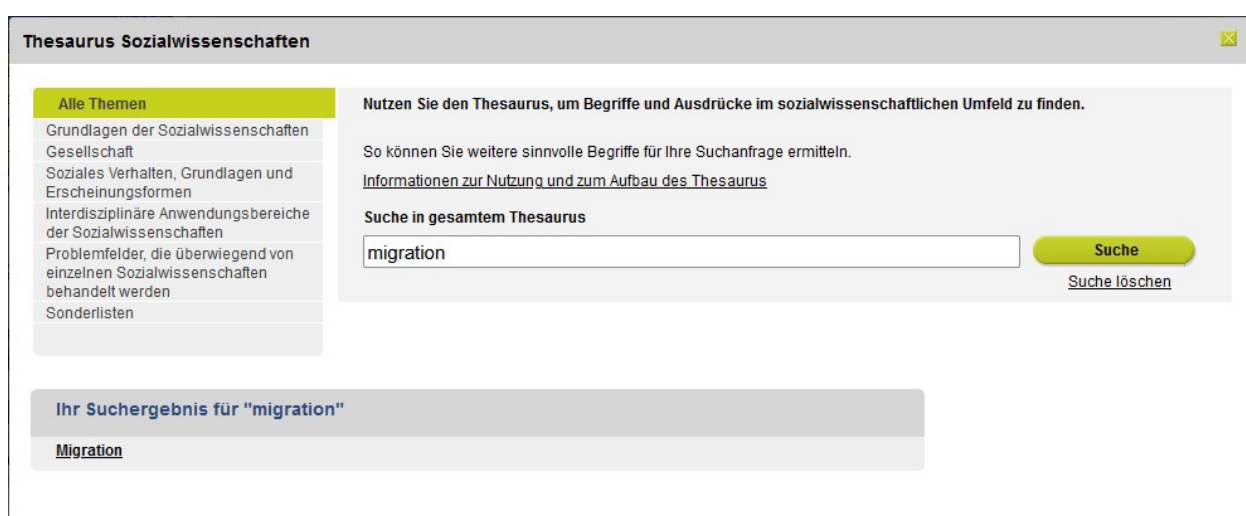 Thesaurus Sozialwissenschaften
Alle Themen
Grundlagen der Sozialwissenschaften
Gesellschaft
Soziales Verhalten, Grundlagen und
Erscheinungsformen
Interdisziplinäre Anwendungsbereiche
der Sozialwissenschaften
Problemfelder, die überwiegend von
einzelnen Sozialwissenschaften
behandelt werden
Sonderlisten
Nutzen Sie den Thesaurus, um Begriffe und Ausdrücke im sozialwissenschaftlichen Umfeld zu finden.
So können Sie weitere sinnvolle Begriffe für Ihre Suchanfrage ermitteln.
Informationen zur Nutzung und zum Aufbau des Thesaurus
Suche in gesamtem Thesaurus
migration
Suche
Suche löschen
Ihr Suchergebnis für "migration"
Migration